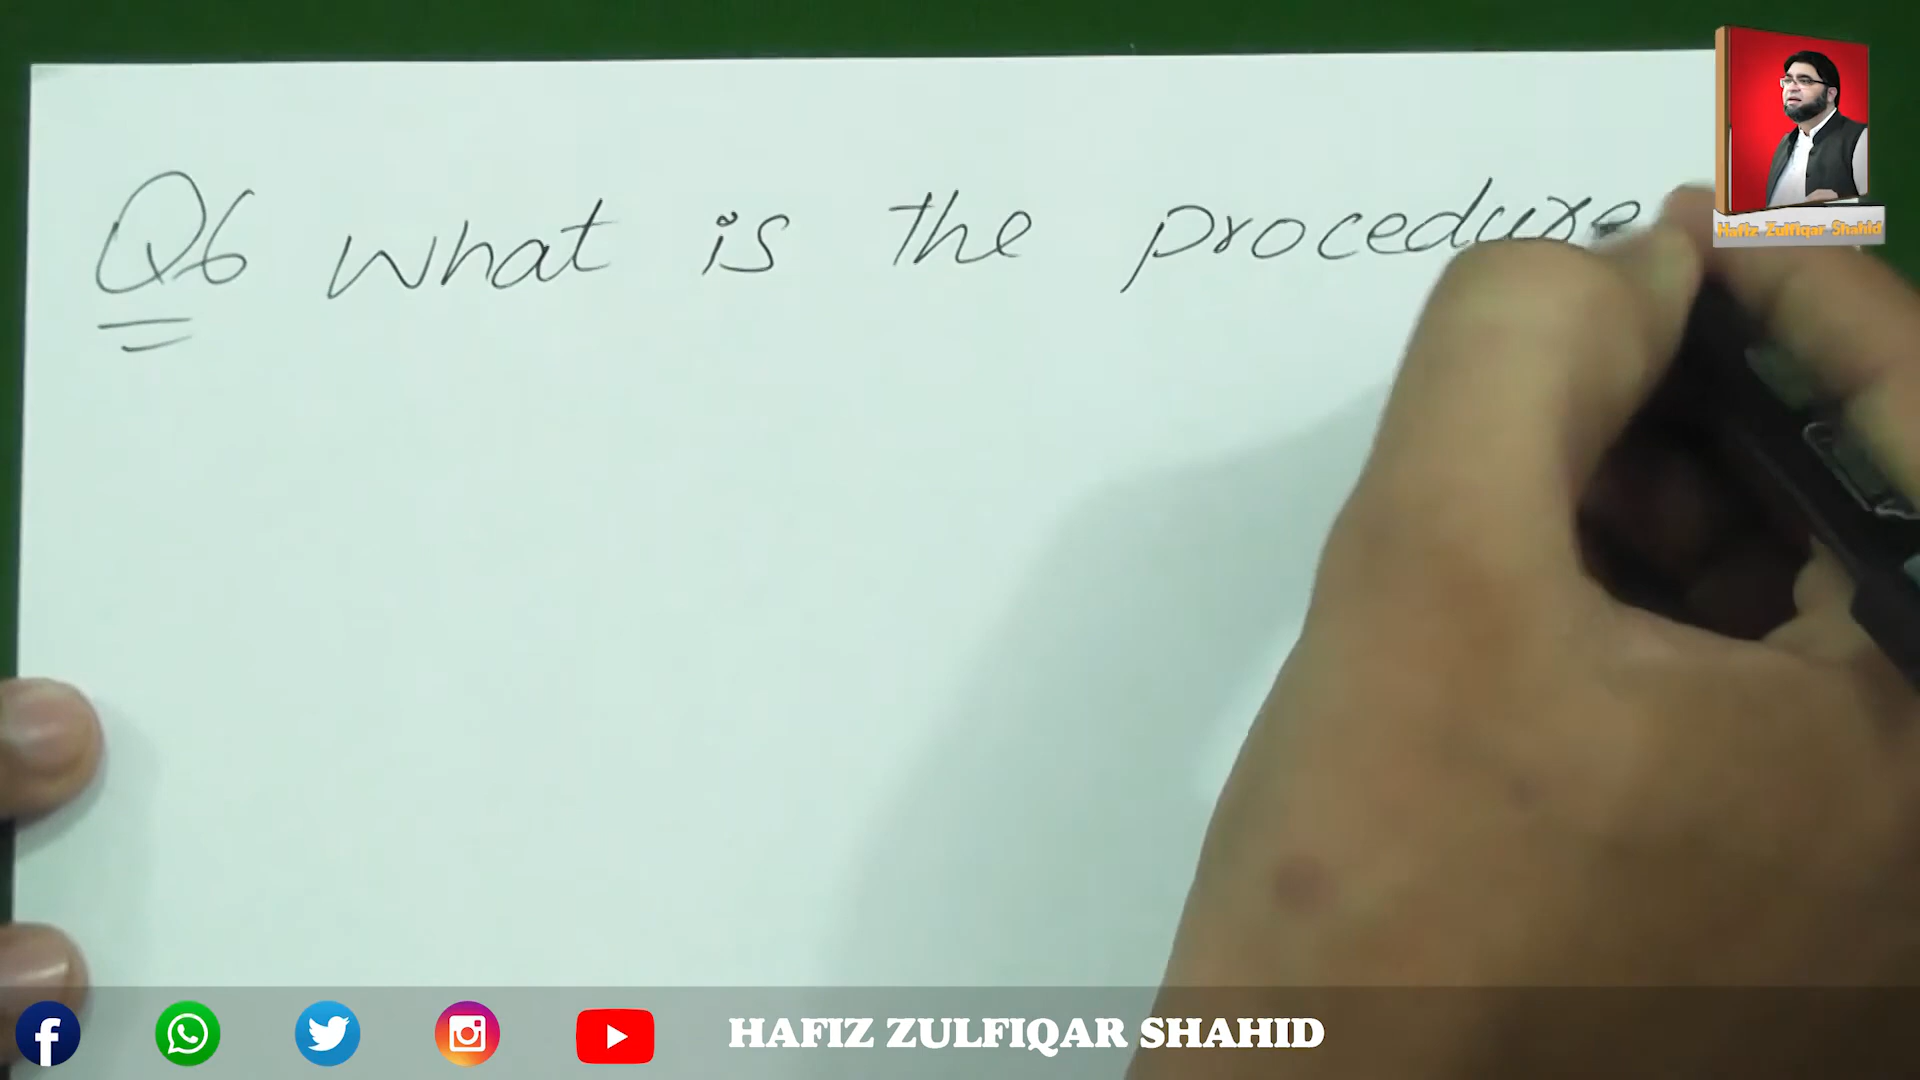 Hafiz Zulfiqar Shahid
Q6 What is the procedure
HAFIZ ZULFIQAR SHAHID